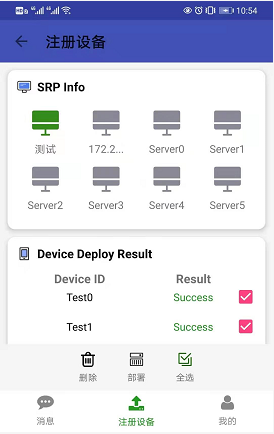 10:54
注册设备
SRP Info
测试 172.2... Server0 Server1
Server2 Server3 Server4 Server5
Device Deploy Result
Device ID Result
Test0 Success
Test1 Success
删除 部署 全选
消息 注册设备 我的